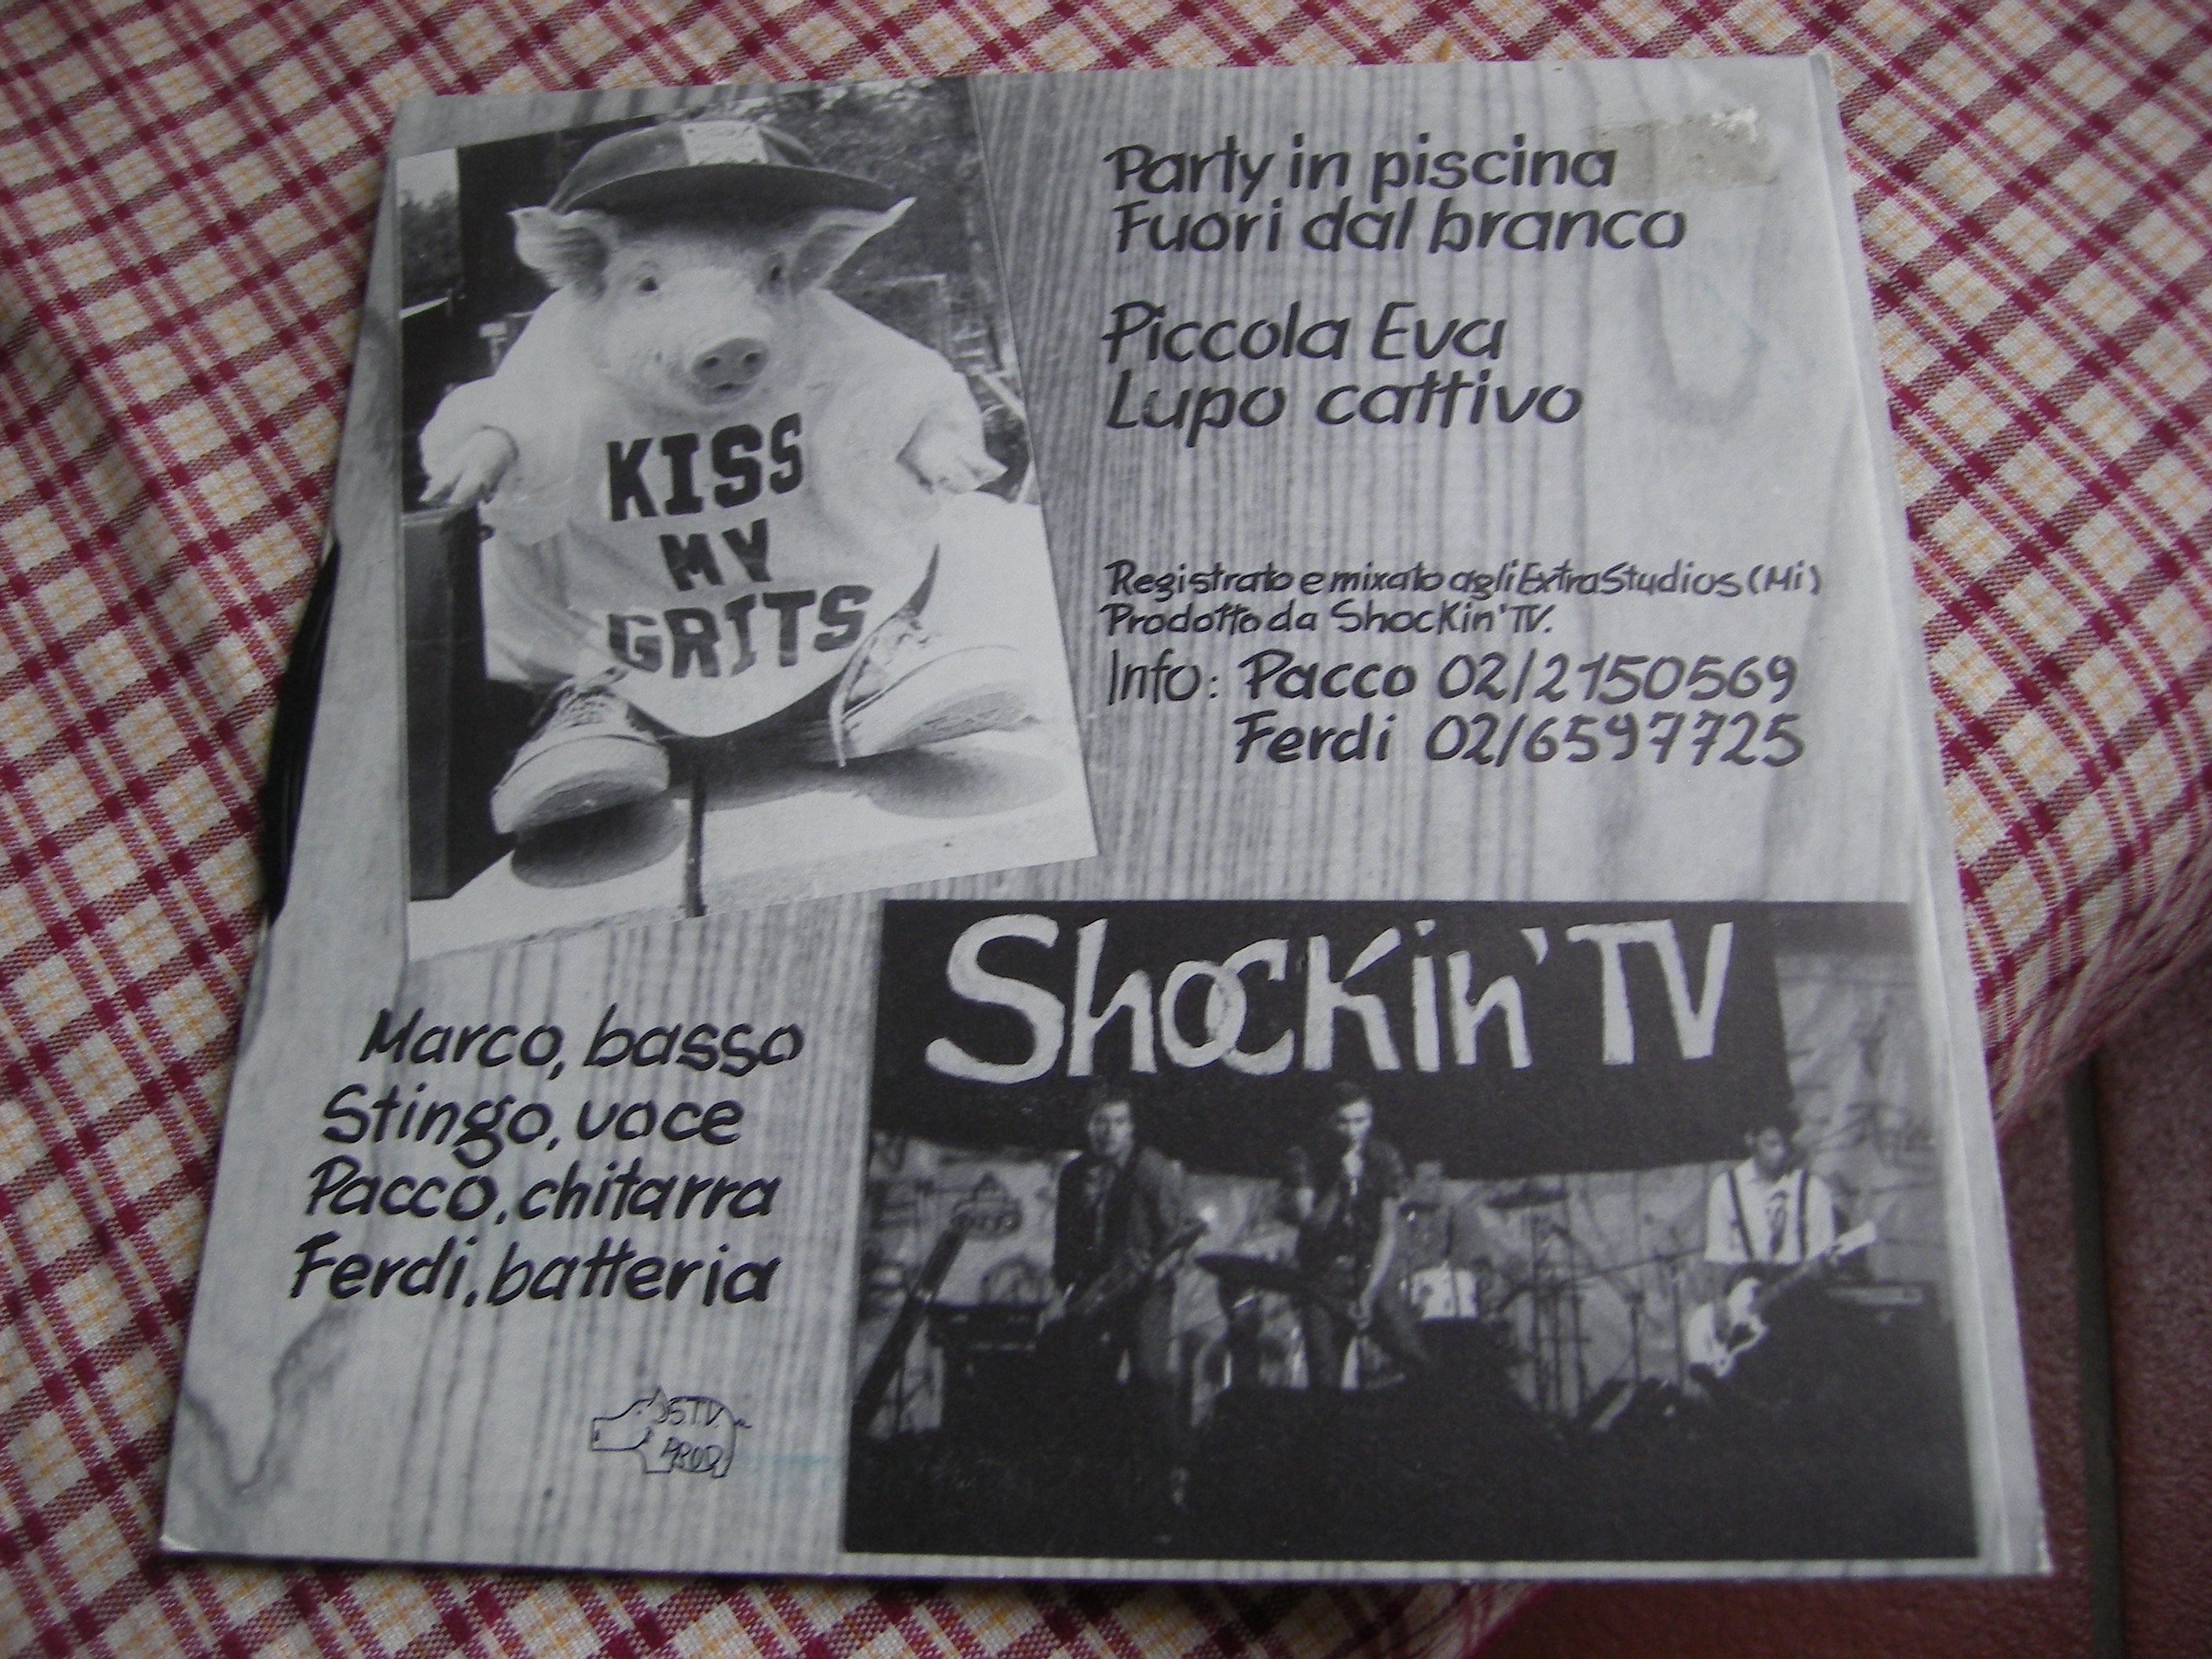 Party in piscina
Fuori dal branco
Piccola Eva
Lupo cattivo
KISS
MY
GRITS
Registrato e mixato agli Extra Studios (Mi)
Prodotto da Shockin' TV.
Info: Pacco 02/2150569
Ferdi 02/6597725
Shockin' TV
Marco, basso
Stingo, voce
Pacco, chitarra
Ferdi, batteria
S.T.V.
PROD